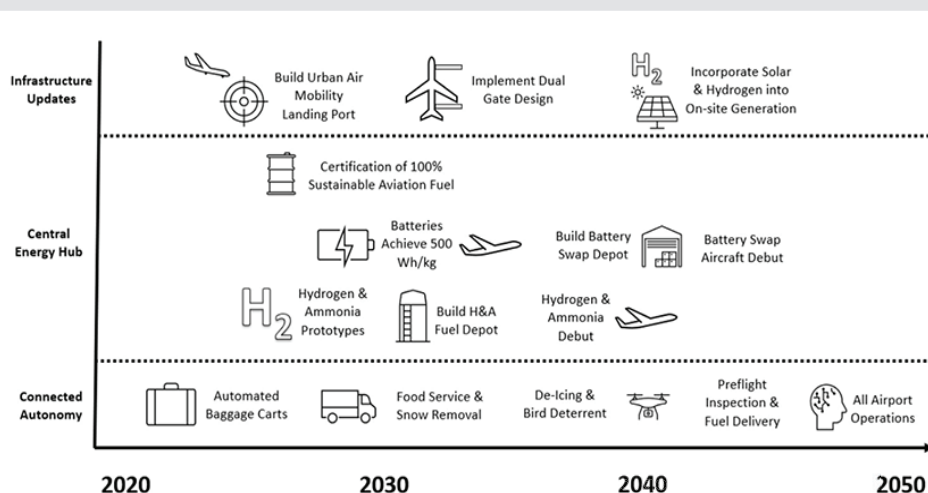 Infrastructure
Updates
Build Urban Air
Mobility
Landing Port
Implement Dual
Gate Design
H2
Incorporate Solar
& Hydrogen into
On-site Generation
Central
Energy Hub
Certification of 100%
Sustainable Aviation Fuel
Batteries
Achieve 500
Wh/kg
Build Battery
Swap Depot
Battery Swap
Aircraft Debut
H2
Hydrogen &
Ammonia
Prototypes
Build H&A
Fuel Depot
Hydrogen &
Ammonia
Debut
Connected
Autonomy
Automated
Baggage Carts
Food Service &
Snow Removal
De-Icing &
Bird Deterrent
Preflight
Inspection &
Fuel Delivery
All Airport
Operations
2020
2030
2040
2050